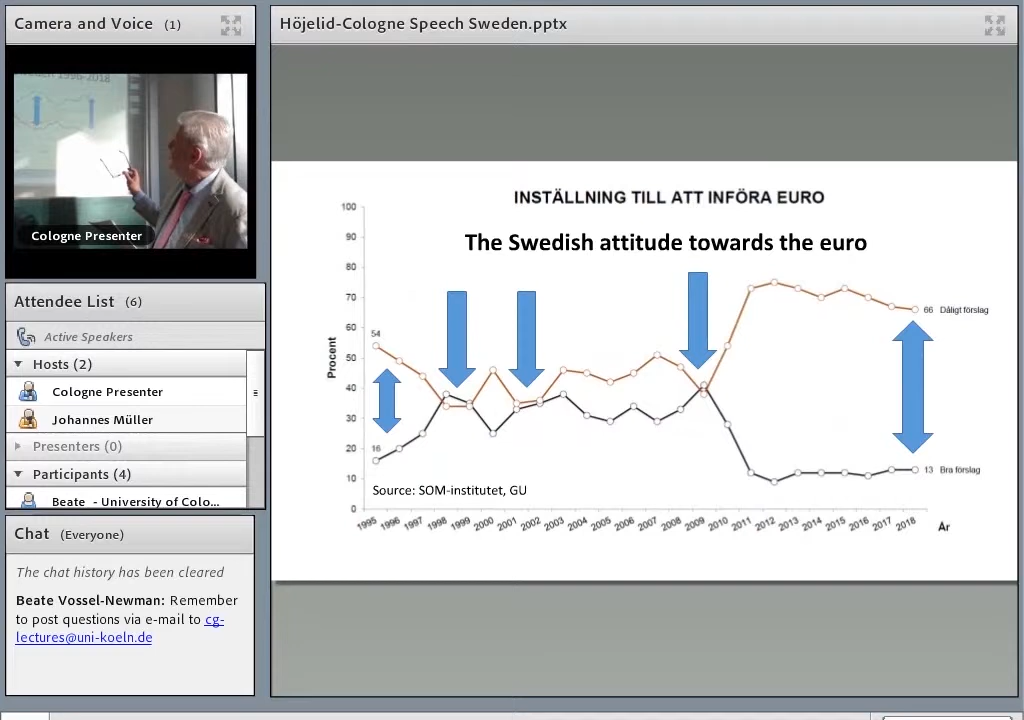 Camera and Voice (1)
1996-2018
Cologne Presenter
Attendee List (6)
Active Speakers
Hosts (2)
Cologne Presenter
Johannes Müller
Presenters (0)
Participants (4)
Beate - University of Colo...
Chat (Everyone)
The chat history has been cleared
Beate Vossel-Newman: Remember
to post questions via e-mail to cg-
lectures@uni-koeln.de
Höjelid-Cologne Speech Sweden.pptx
INSTÄLLNING TILL ATT INFÖRA EURO
The Swedish attitude towards the euro
Procent
100
90
80
70
60
50
40
30
20
10
0
54
16
66 Dåligt förslag
13 Bra förslag
Source: SOM-institutet, GU
1995 1996 1997 1998 1999 2000 2001 2002 2003 2004 2005 2006 2007 2008 2009 2010 2011 2012 2013 2014 2015 2016 2017 2018 År